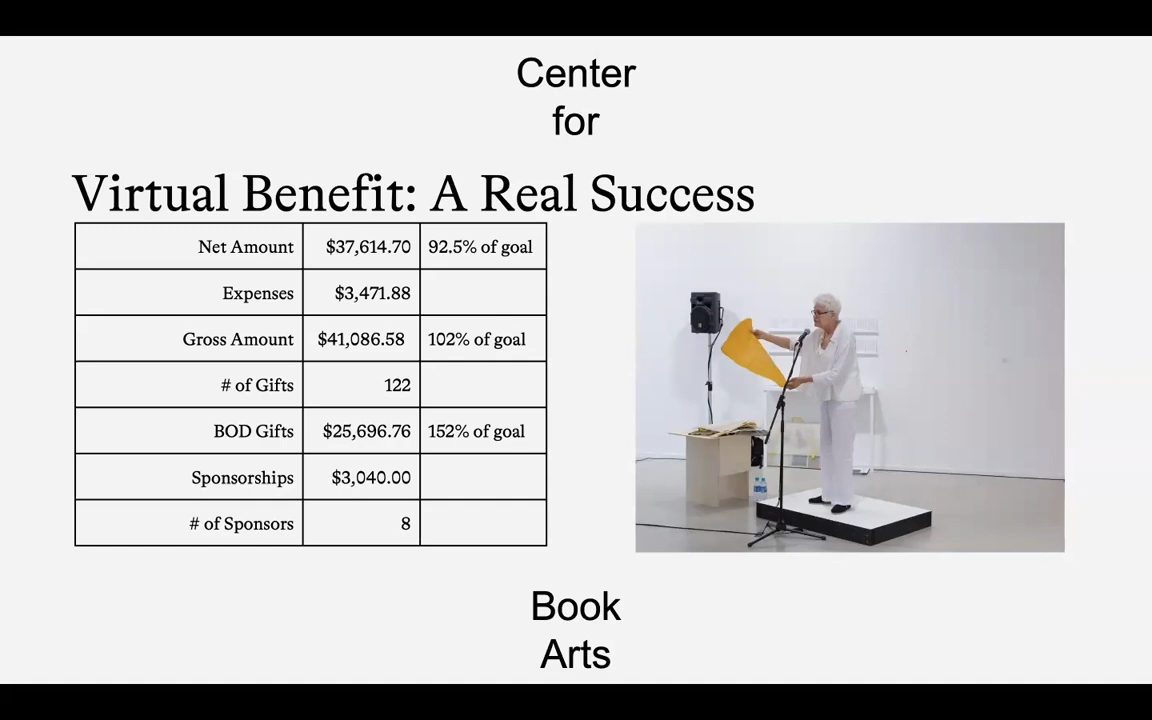 Center
for
Virtual Benefit: A Real Success
Net Amount $37,614.70 92.5% of goal
Expenses $3,471.88
Gross Amount $41,086.58 102% of goal
# of Gifts 122
BOD Gifts $25,696.76 152% of goal
Sponsorships $3,040.00
# of Sponsors 8
Book
Arts